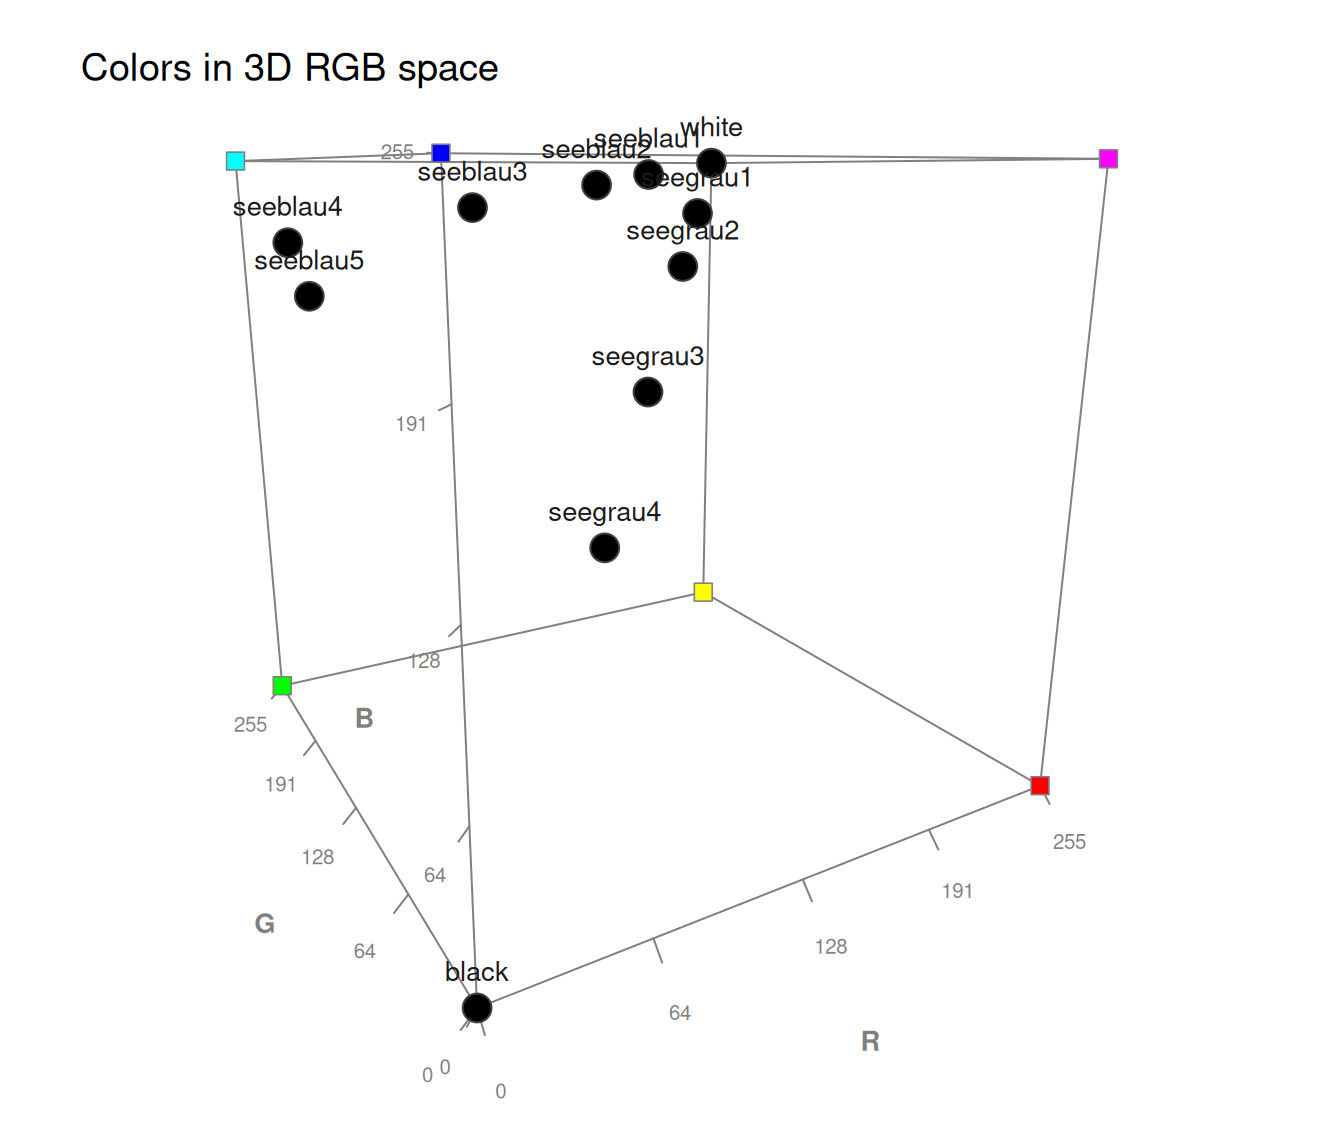 Colors in 3D RGB space
white
seeblau1
seeblau2
255
seeblau3
seegrau1
seeblau4
seegrau2
seeblau5
seegrau3
191
seegrau4
128
B
255
191
128
64
255
191
G
128
64
black
64
R
0
0
0